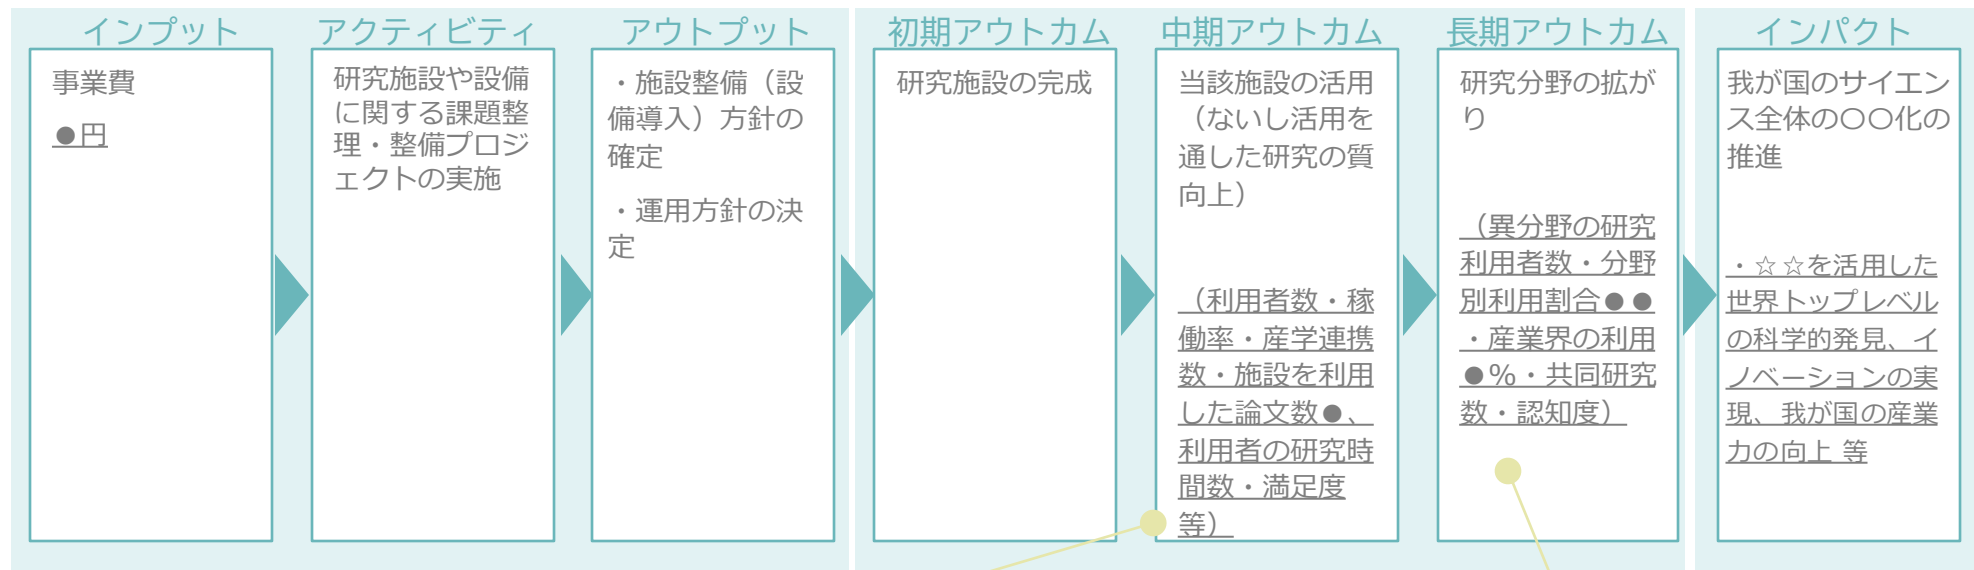 インプット
事業費
●円
アクティビティ
研究施設や設備
に関する課題整
理・整備プロジ
ェクトの実施
アウトプット
・施設整備（設
備導入）方針の
確定
・運用方針の決
定
初期アウトカム
研究施設の完成
中期アウトカム
当該施設の活用
（ないし活用を
通した研究の質
向上）
（利用者数・稼
働率・産学連携
数・施設を利用
した論文数●、
利用者の研究時
間数・満足度
等）
長期アウトカム
研究分野の拡が
り
（異分野の研究
利用者数・分野
別利用割合●●
・産業界の利用
●%・共同研究
数・認知度）
インパクト
我が国のサイエン
ス全体の〇〇化の
推進
・☆☆を活用した
世界トップレベル
の科学的発見、イ
ノベーションの実
現、我が国の産業
力の向上 等